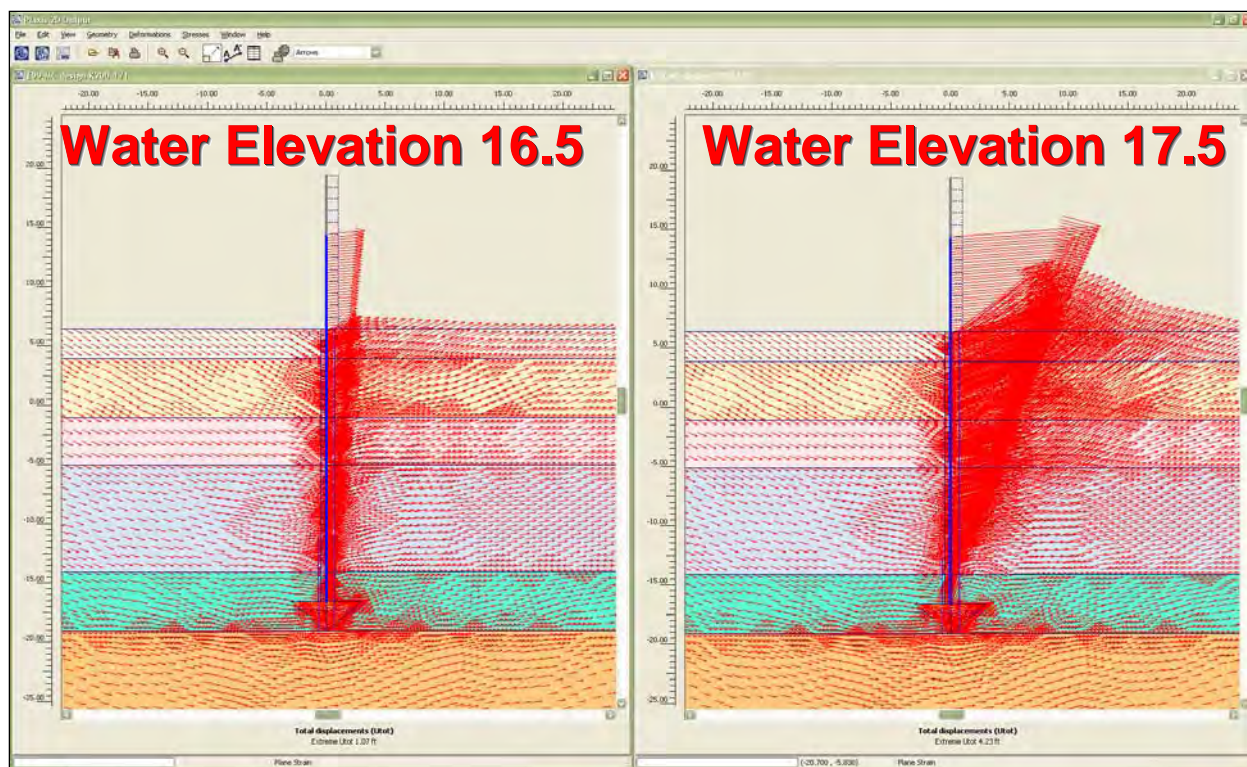 Plaxis 2D Output
File Edit View Geometry Deformations Stresses Window Help
Arrows
-20.00 -15.00 -10.00 -5.00 0.00 5.00 10.00 15.00 20.00
Water Elevation 16.5
20.00
15.00
10.00
5.00
0.00
-5.00
-10.00
-15.00
-20.00
-25.00
Total displacements (Utot)
Extreme Utot 1.07 ft
Plane Strain
-20.00 -15.00 -10.00 -5.00 0.00 5.00 10.00 15.00 20.00
Water Elevation 17.5
20.00
15.00
10.00
5.00
0.00
-5.00
-10.00
-15.00
-20.00
-25.00
Total displacements (Utot)
Extreme Utot 4.23 ft
(-20.700 , -5.838) Plane Strain